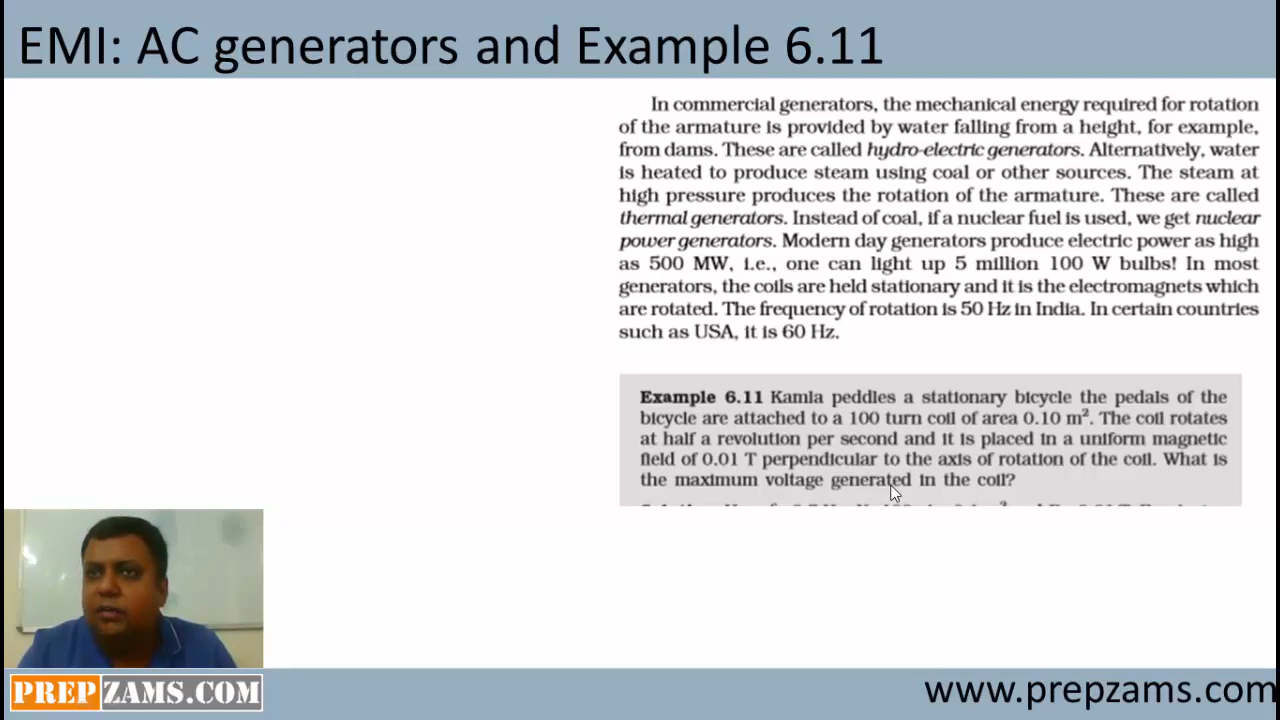 EMI: AC generators and Example 6.11
In commercial generators, the mechanical energy required for rotation
of the armature is provided by water falling from a height, for example,
from dams. These are called hydro-electric generators. Alternatively, water
is heated to produce steam using coal or other sources. The steam at
high pressure produces the rotation of the armature. These are called
thermal generators. Instead of coal, if a nuclear fuel is used, we get nuclear
power generators. Modern day generators produce electric power as high
as 500 MW, i.e., one can light up 5 million 100 W bulbs! In most
generators, the coils are held stationary and it is the electromagnets which
are rotated. The frequency of rotation is 50 Hz in India. In certain countries
such as USA, it is 60 Hz.
Example 6.11 Kamla peddles a stationary bicycle the pedals of the
bicycle are attached to a 100 turn coil of area 0.10 m². The coil rotates
at half a revolution per second and it is placed in a uniform magnetic
field of 0.01 T perpendicular to the axis of rotation of the coil. What is
the maximum voltage generated in the coil?
PREPZAMS.COM
www.prepzams.com